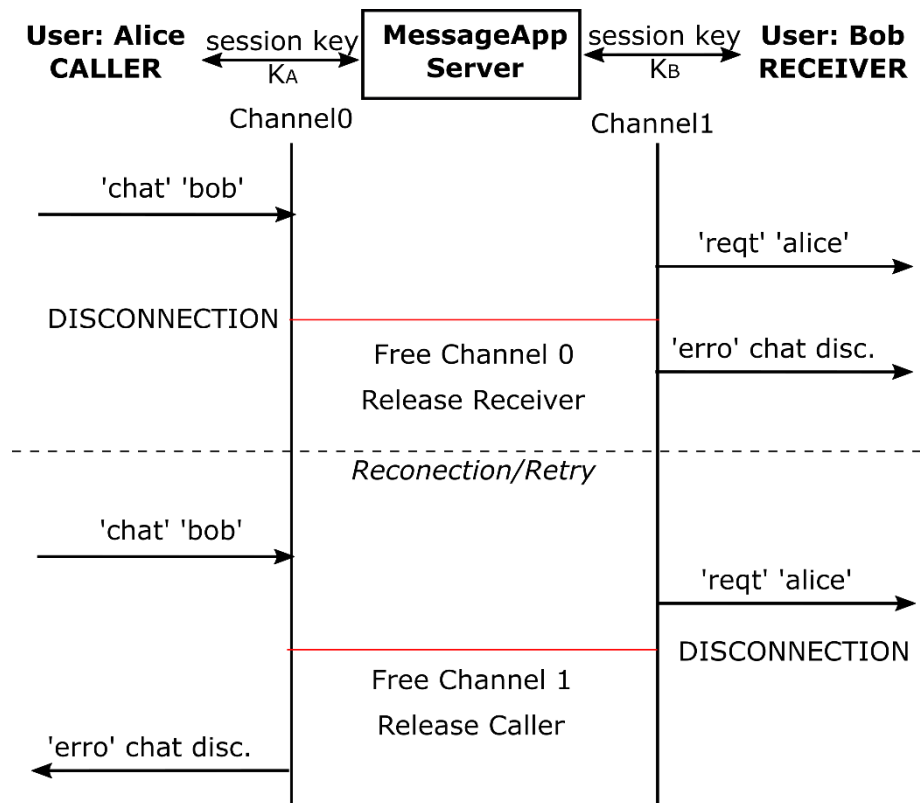 User: Alice
CALLER
session key
KA
MessageApp
Server
session key
KB
User: Bob
RECEIVER
Channel0
Channel1
'chat' 'bob'
'reqt' 'alice'
DISCONNECTION
Free Channel 0
Release Receiver
'erro' chat disc.
Reconection/Retry
'chat' 'bob'
'reqt' 'alice'
DISCONNECTION
Free Channel 1
Release Caller
'erro' chat disc.